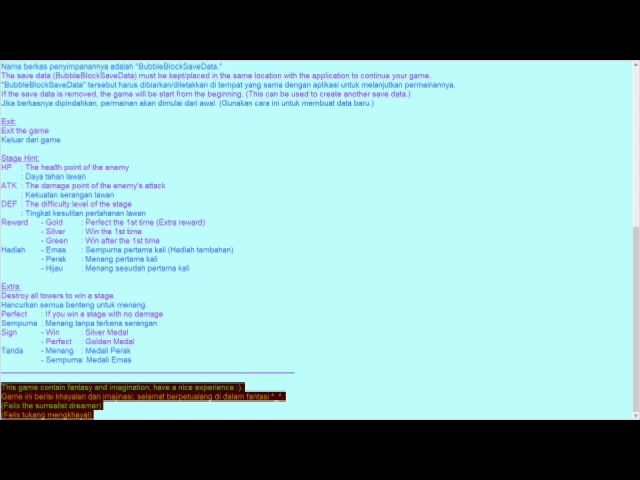 Nama berkas penyimpanannya adalah "BubbleBlockSaveData."
The save data (BubbleBlockSaveData) must be kept/placed in the same location with the application to continue your game.
"BubbleBlockSaveData" tersebut harus dibiarkan/diletakkan di tempat yang sama dengan aplikasi untuk melanjutkan permainannya.
If the save data is removed, the game will be start from the beginning. (This can be used to create another save data.)
Jika berkasnya dipindahkan, permainan akan dimulai dari awal. (Gunakan cara ini untuk membuat data baru.)
Exit:
Exit the game
Keluar dari game
Stage Hint:
HP : The health point of the enemy
: Daya tahan lawan
ATK : The damage point of the enemy's attack
: Kekuatan serangan lawan
DEF : The difficulty level of the stage
: Tingkat kesulitan pertahanan lawan
Reward - Gold : Perfect the 1st time (Extra reward)
- Silver : Win the 1st time
- Green : Win after the 1st time
Hadiah - Emas : Sempurna pertama kali (Hadiah tambahan)
- Perak : Menang pertama kali
- Hijau : Menang sesudah pertama kali
Extra:
Destroy all towers to win a stage.
Hancurkan semua benteng untuk menang.
Perfect : If you win a stage with no damage
Sempurna : Menang tanpa terkena serangan
Sign - Win : Silver Medal
- Perfect : Golden Medal
Tanda - Menang : Medali Perak
- Sempurna: Medali Emas
This game contain fantasy and imagination, have a nice experience :).
Game ini berisi khayalan dan imajinasi, selamat berpetualang di dalam fantasi ^_^.
(Felix the surrealist dreamer)
(Felix tukang mengkhayal)